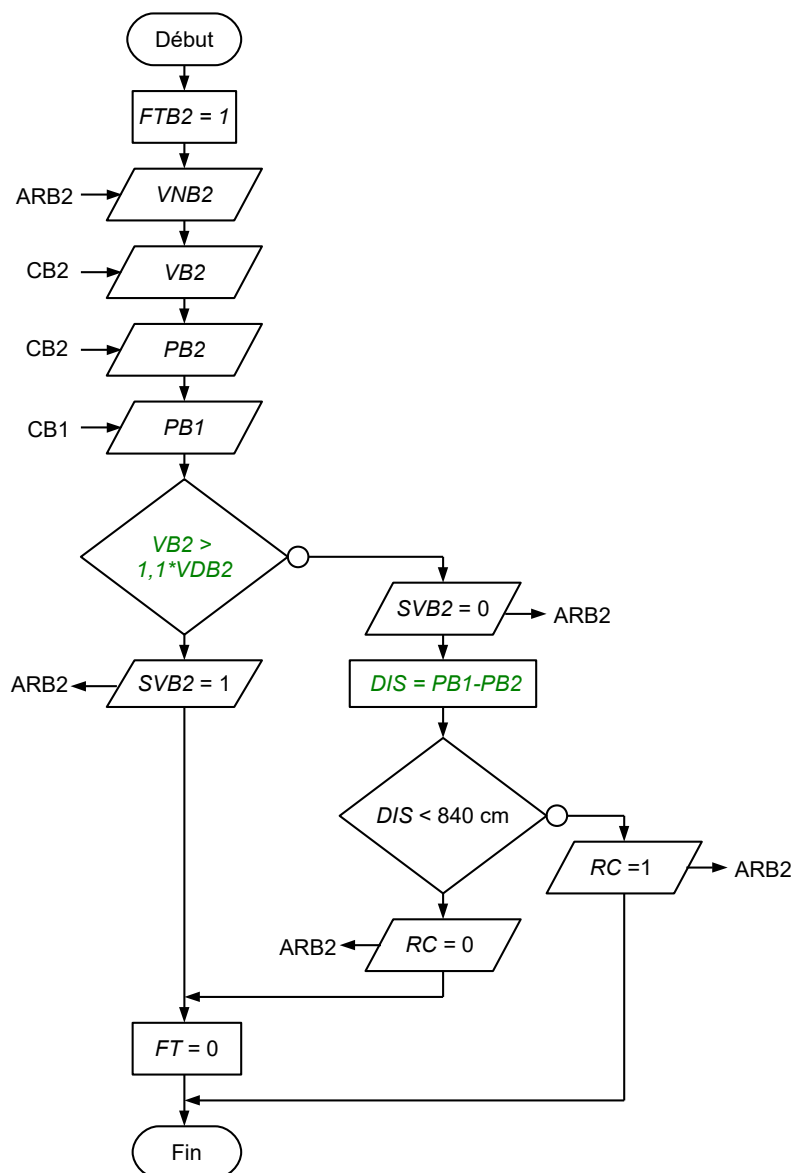 Début
FTB2 = 1
ARB2
VNB2
CB2
VB2
CB2
PB2
CB1
PB1
VB2 >
1,1*VDB2
SVB2 = 0
ARB2
ARB2
SVB2 = 1
DIS = PB1-PB2
DIS < 840 cm
RC =1
ARB2
ARB2
RC = 0
FT = 0
Fin